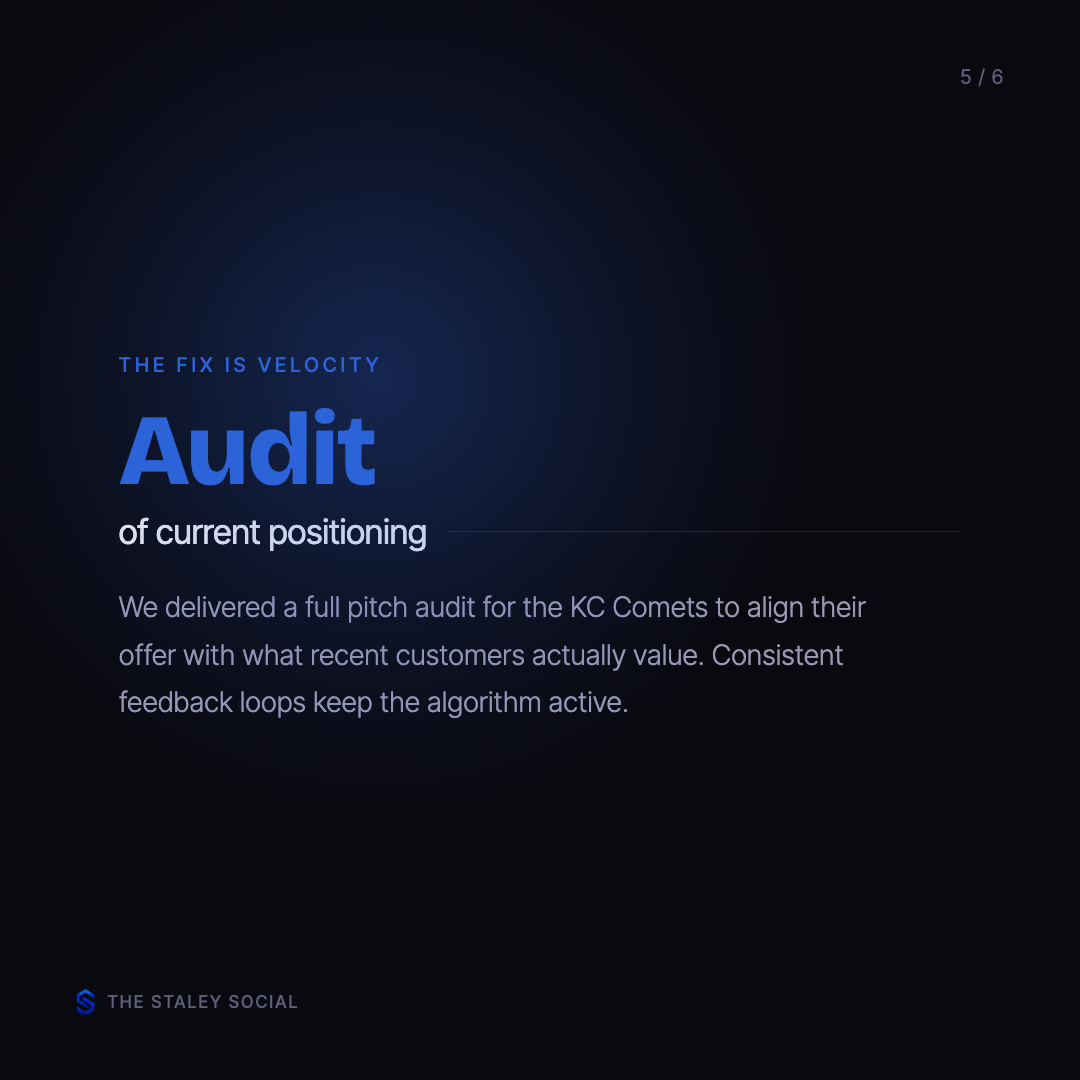 5 / 6
THE FIX IS VELOCITY
Audit
of current positioning
We delivered a full pitch audit for the KC Comets to align their
offer with what recent customers actually value. Consistent
feedback loops keep the algorithm active.
THE STALEY SOCIAL